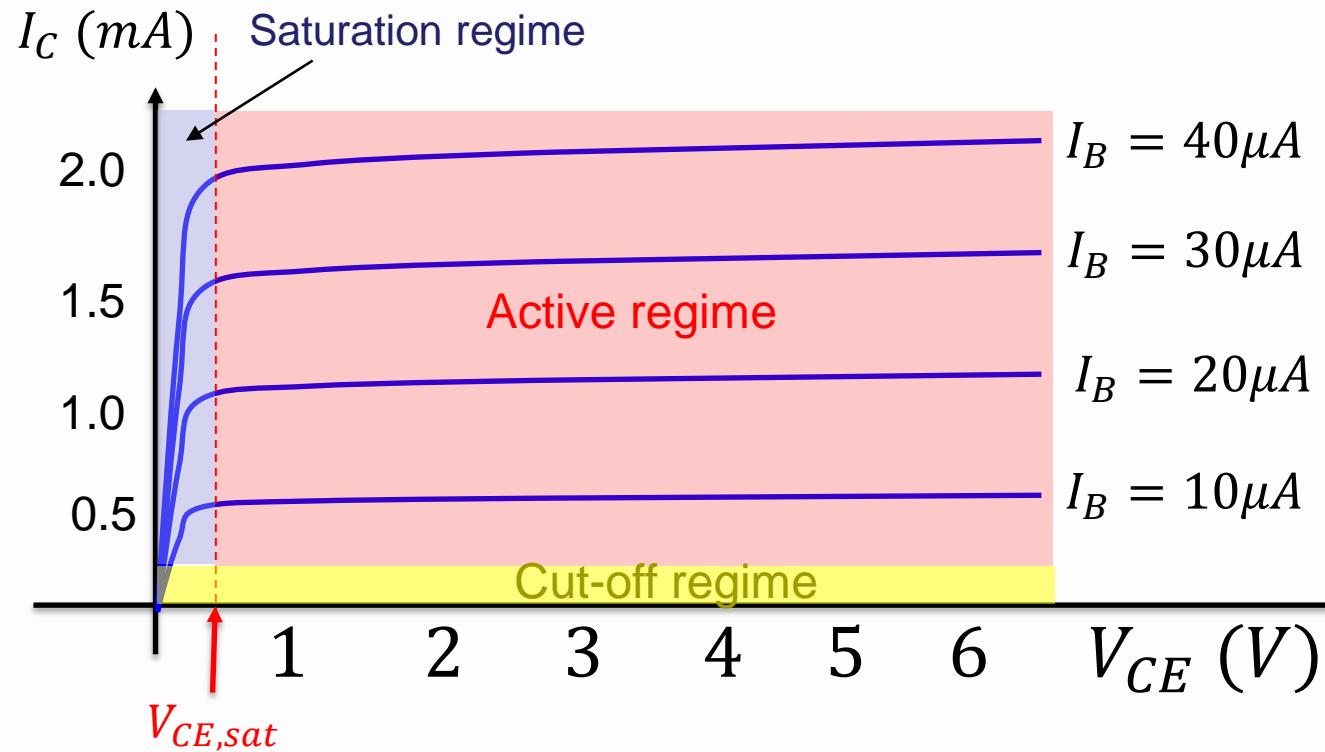 I_C (mA)
Saturation regime
2.0
1.5
1.0
0.5
I_B = 40μA
I_B = 30μA
Active regime
I_B = 20μA
I_B = 10μA
Cut-off regime
1 2 3 4 5 6 V_CE (V)
V_CE,sat